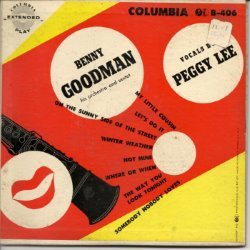 COLUMBIA
EXTENDED
PLAY
COLUMBIA
B-406
BENNY
GOODMAN
his orchestra and sextet
VOCALS B
PEGGY LEE
MY LITTLE COUSIN
LET'S DO IT
ON THE SUNNY SIDE OF THE STREET
WINTER WEATHER
NOT MINE
WHERE OR WHEN
THE WAY YOU
LOOK TONIGHT
SOMEBODY NOBODY LOVES